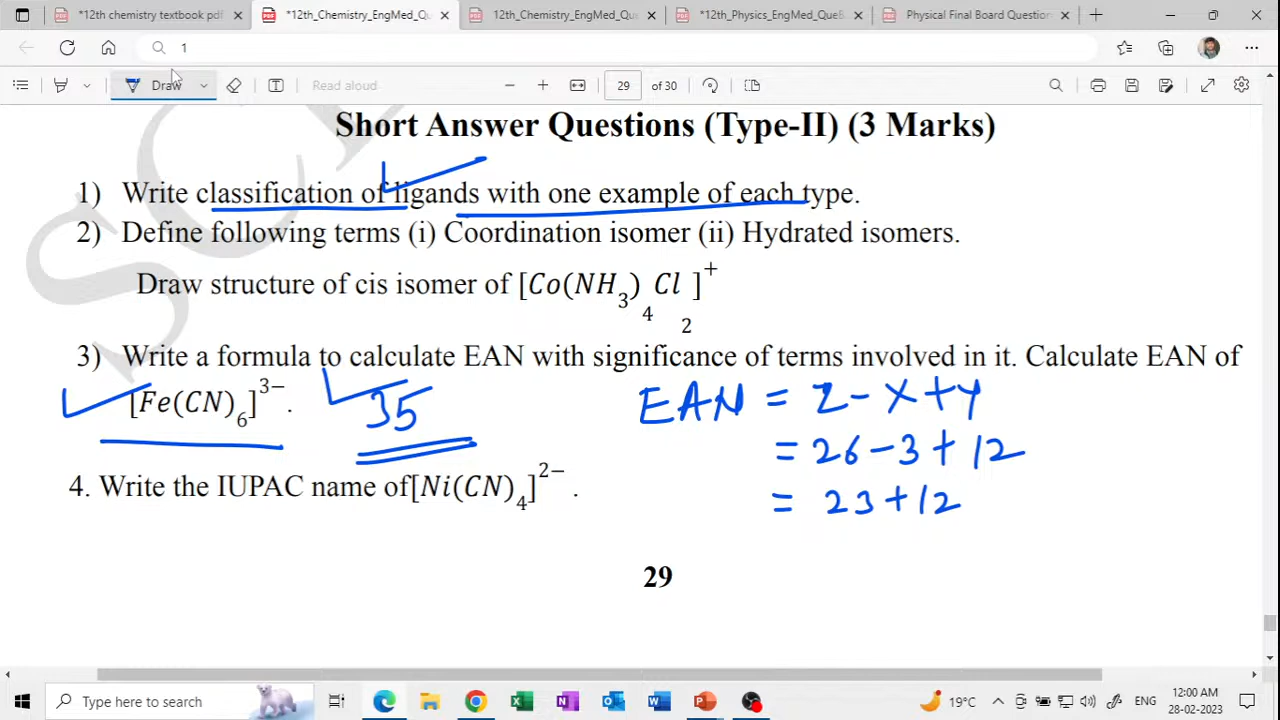 *12th chemistry textbook pdf
*12th_Chemistry_EngMed_Qu
12th_Chemistry_EngMed_Que
*12th_Physics_EngMed_QueB
Physical Final Board Question
1
Draw
Read aloud
29 of 30
Short Answer Questions (Type-II) (3 Marks)
1) Write classification of ligands with one example of each type.
2) Define following terms (i) Coordination isomer (ii) Hydrated isomers.
Draw structure of cis isomer of [Co(NH₃)₄Cl₂]⁺
3) Write a formula to calculate EAN with significance of terms involved in it. Calculate EAN of
[Fe(CN)₆]³⁻.
35
EAN = Z - X + Y
= 26 - 3 + 12
= 23 + 12
4. Write the IUPAC name of[Ni(CN)₄]²⁻ .
29
Type here to search
19°C
ENG
12:00 AM
28-02-2023